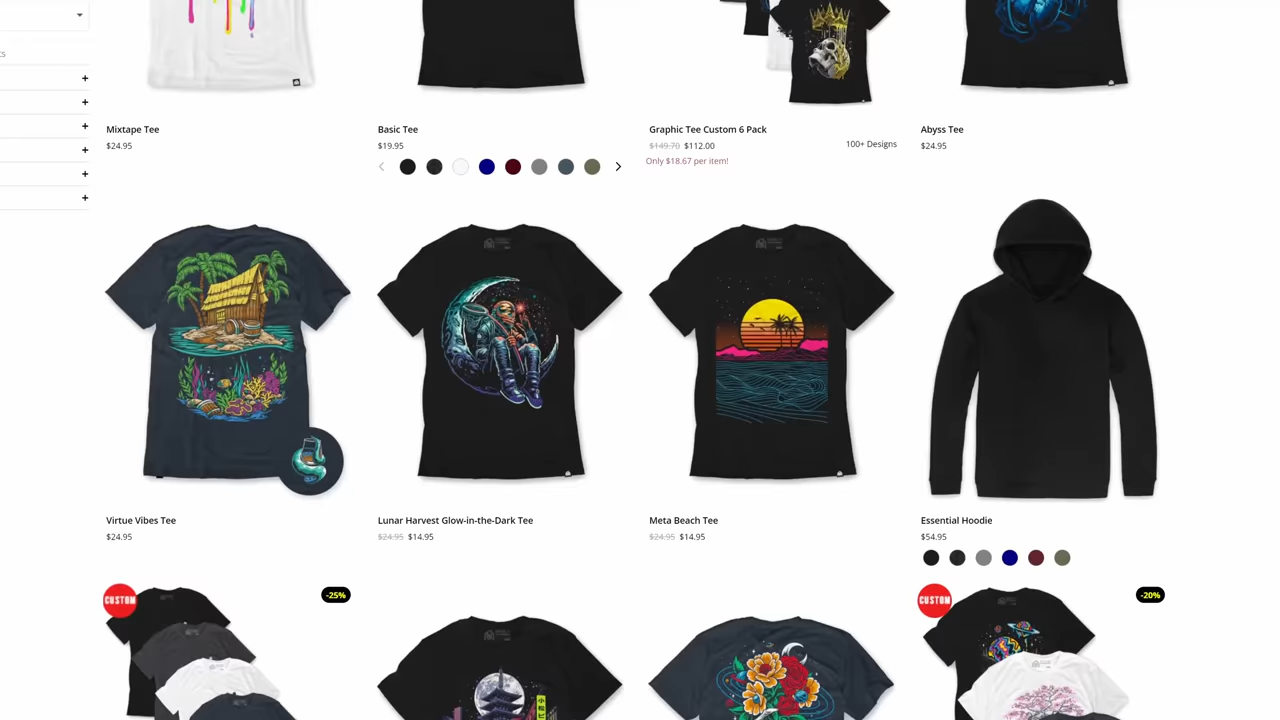 ts
+
+
+
+
+
+
Mixtape Tee
$24.95
Basic Tee
$19.95
Graphic Tee Custom 6 Pack
$149.70 $112.00
100+ Designs
Only $18.67 per item!
Abyss Tee
$24.95
Virtue Vibes Tee
$24.95
Lunar Harvest Glow-in-the-Dark Tee
$24.95 $14.95
Meta Beach Tee
$24.95 $14.95
Essential Hoodie
$54.95
CUSTOM
-25%
CUSTOM
-20%